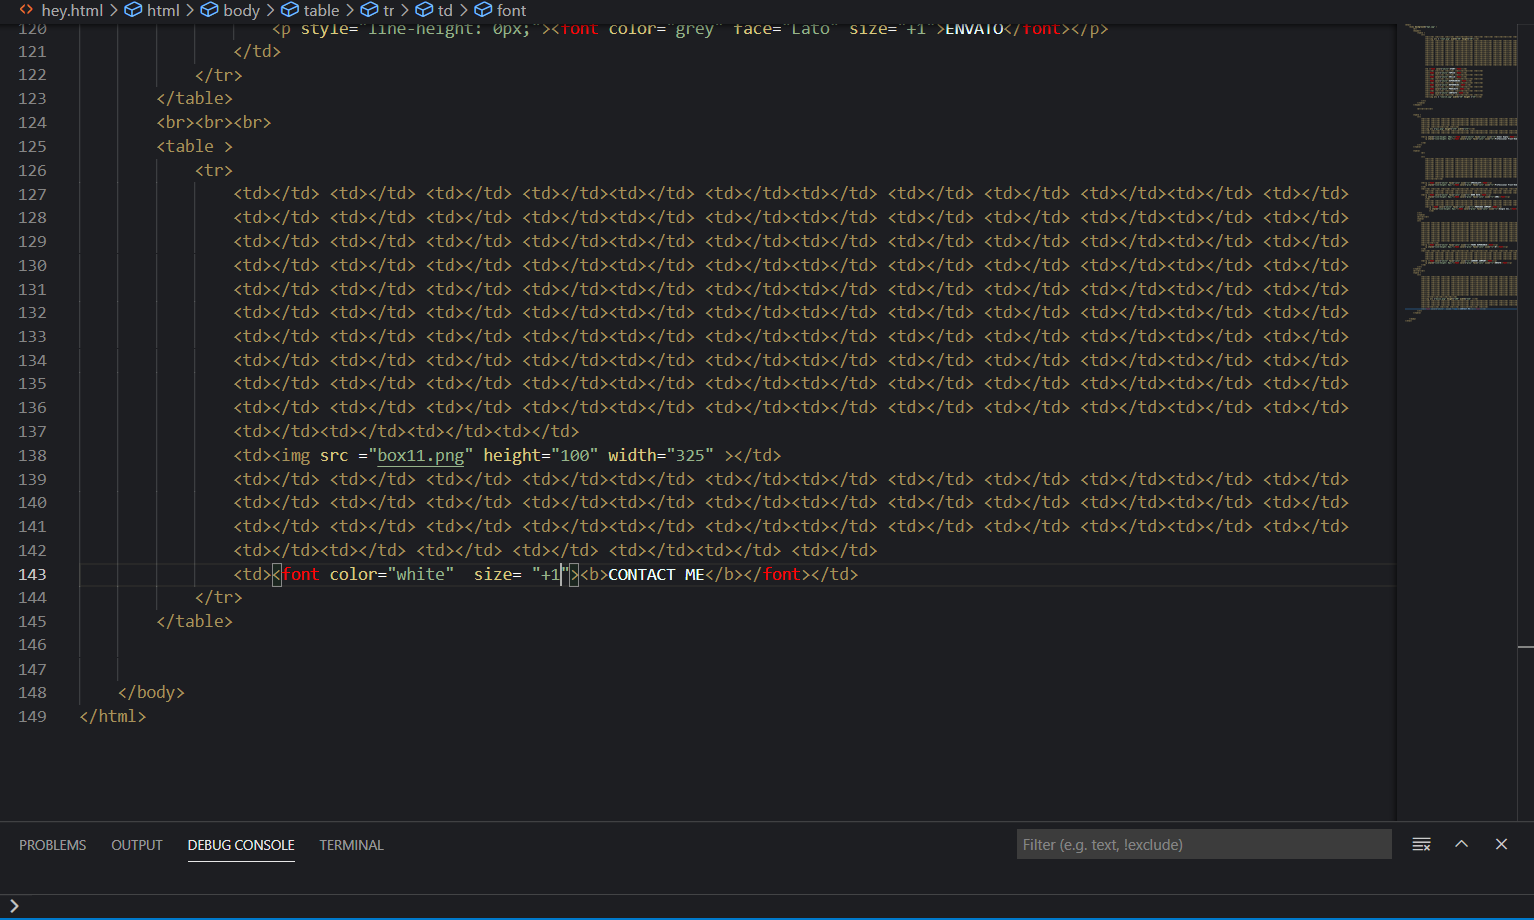 hey.html > html > body > table > tr > td > font
120 <p style="line-height: 0px;"><font color="grey" face="Lato" size="+1">ENVATO</font></p>
121 </td>
122 </tr>
123 </table>
124 <br><br><br>
125 <table >
126 <tr>
127 <td></td> <td></td> <td></td> <td></td><td></td> <td></td><td></td> <td></td> <td></td> <td></td><td></td> <td></td>
128 <td></td> <td></td> <td></td> <td></td><td></td> <td></td><td></td> <td></td> <td></td> <td></td><td></td> <td></td>
129 <td></td> <td></td> <td></td> <td></td><td></td> <td></td><td></td> <td></td> <td></td> <td></td><td></td> <td></td>
130 <td></td> <td></td> <td></td> <td></td><td></td> <td></td><td></td> <td></td> <td></td> <td></td><td></td> <td></td>
131 <td></td> <td></td> <td></td> <td></td><td></td> <td></td><td></td> <td></td> <td></td> <td></td><td></td> <td></td>
132 <td></td> <td></td> <td></td> <td></td><td></td> <td></td><td></td> <td></td> <td></td> <td></td><td></td> <td></td>
133 <td></td> <td></td> <td></td> <td></td><td></td> <td></td><td></td> <td></td> <td></td> <td></td><td></td> <td></td>
134 <td></td> <td></td> <td></td> <td></td><td></td> <td></td><td></td> <td></td> <td></td> <td></td><td></td> <td></td>
135 <td></td> <td></td> <td></td> <td></td><td></td> <td></td><td></td> <td></td> <td></td> <td></td><td></td> <td></td>
136 <td></td> <td></td> <td></td> <td></td><td></td> <td></td><td></td> <td></td> <td></td> <td></td><td></td> <td></td>
137 <td></td><td></td><td></td><td></td>
138 <td><img src ="box11.png" height="100" width="325" ></td>
139 <td></td> <td></td> <td></td> <td></td><td></td> <td></td><td></td> <td></td> <td></td> <td></td><td></td> <td></td>
140 <td></td> <td></td> <td></td> <td></td><td></td> <td></td><td></td> <td></td> <td></td> <td></td><td></td> <td></td>
141 <td></td> <td></td> <td></td> <td></td><td></td> <td></td><td></td> <td></td> <td></td> <td></td><td></td> <td></td>
142 <td></td><td></td> <td></td> <td></td> <td></td><td></td> <td></td>
143 <td><font color="white"  size= "+1"><b>CONTACT ME</b></font></td>
144 </tr>
145 </table>
146
147
148 </body>
149 </html>
PROBLEMS OUTPUT DEBUG CONSOLE TERMINAL Filter (e.g. text, !exclude)